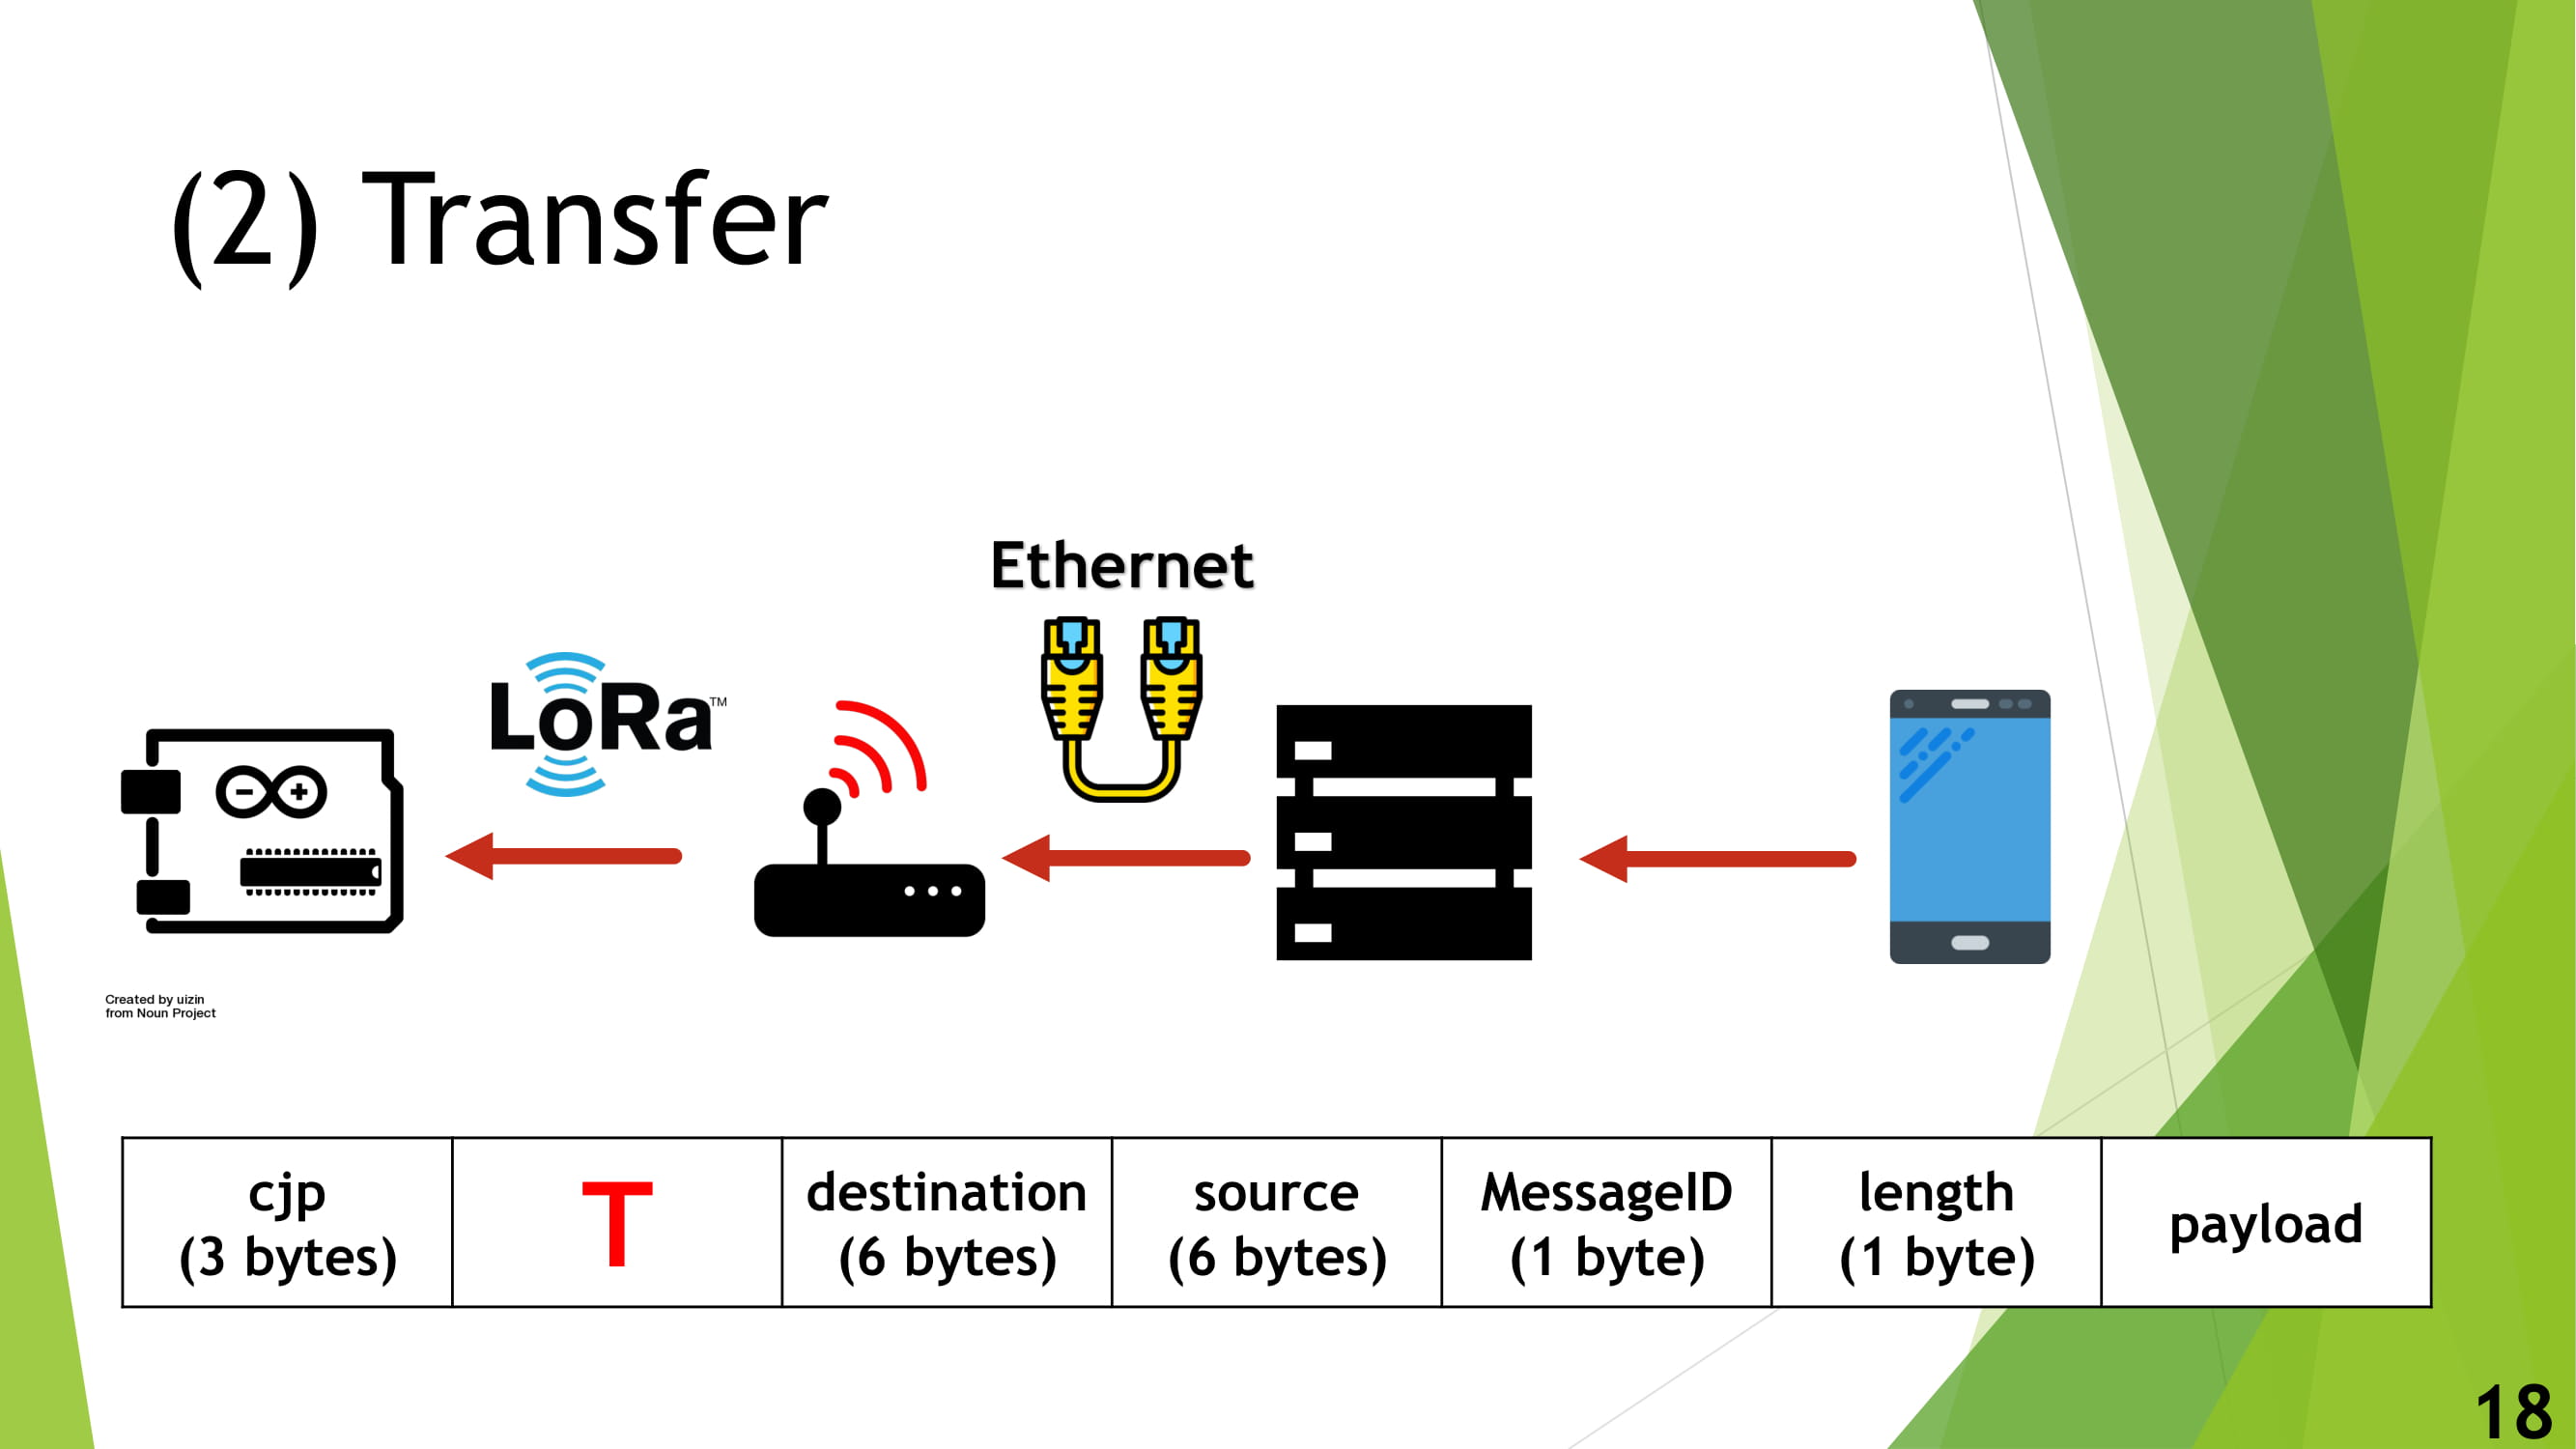 (2) Transfer
Ethernet
LoRa™
Created by uizin
from Noun Project
cjp
(3 bytes)
T
destination
(6 bytes)
source
(6 bytes)
MessageID
(1 byte)
length
(1 byte)
payload
18